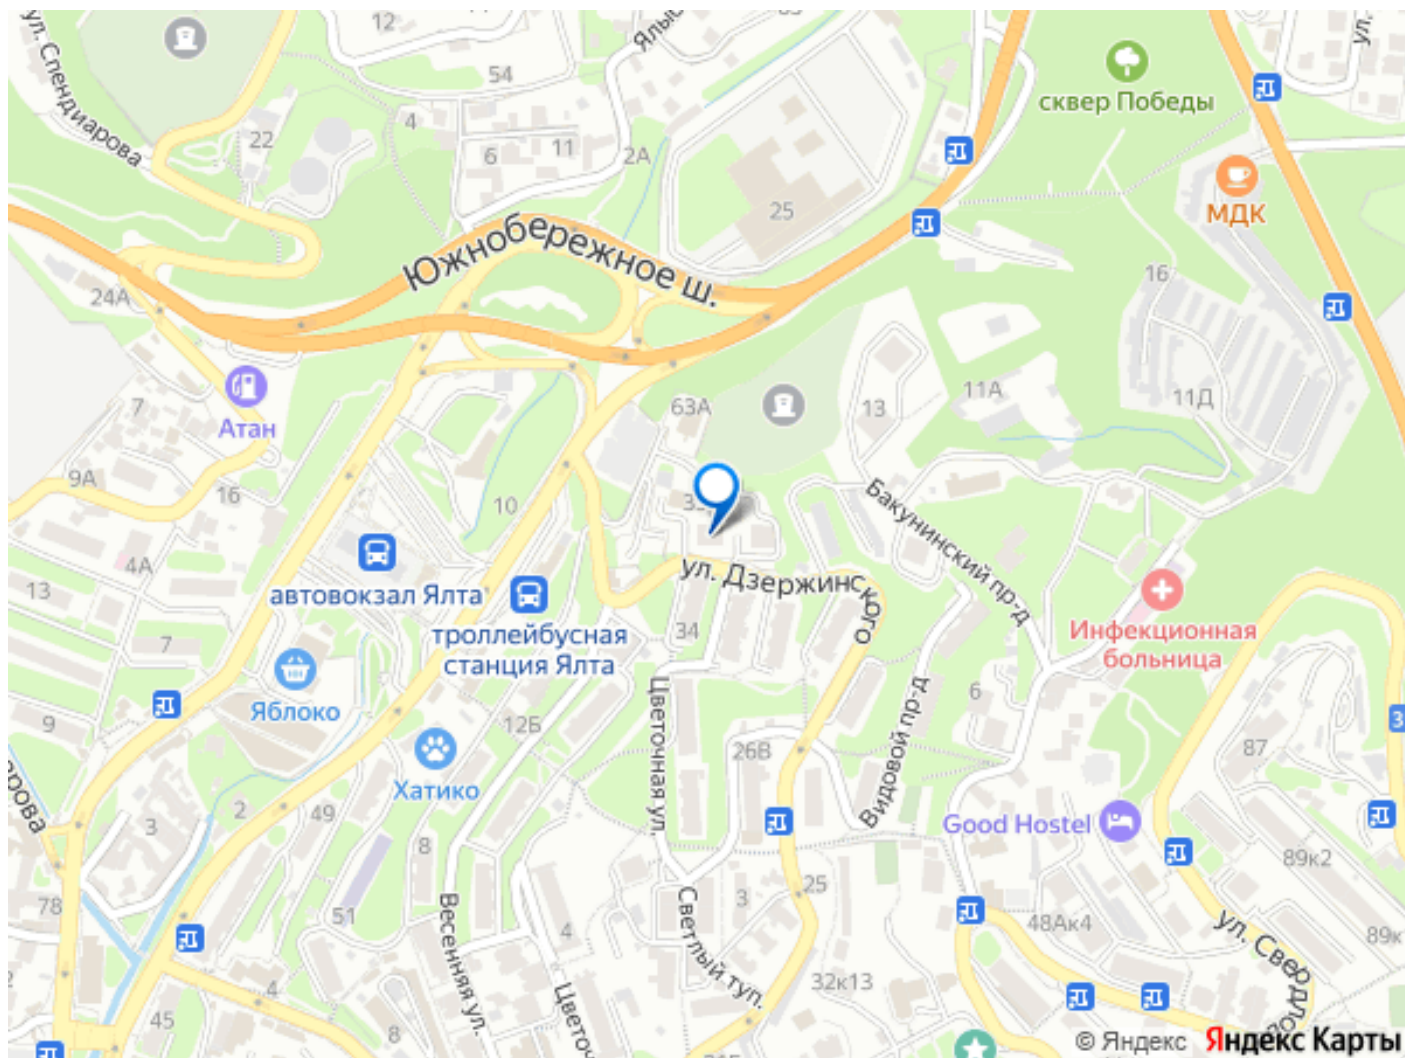 ул. Спендиарова
12
54
22
4
6
11
2А
25
сквер Победы
МДК
ул.
Южнобережное ш.
24А
16
7
Атан
9А
16
63А
13
11А
11Д
10
4А
13
автовокзал Ялта
троллейбусная
станция Ялта
ул. Дзержинского
Бакунинский пр-д
Инфекционная
больница
7
34
Яблоко
9
12Б
Цветочная ул.
26В
Видовой пр-д
6
87
Хатико
49
2
3
8
Good Hostel
89к2
78
51
Весенняя ул.
4
Светлый туп.
3
25
48Ак4
ул. Свердлова
89к
32к13
45
4
8
© Яндекс Яндекс Карты